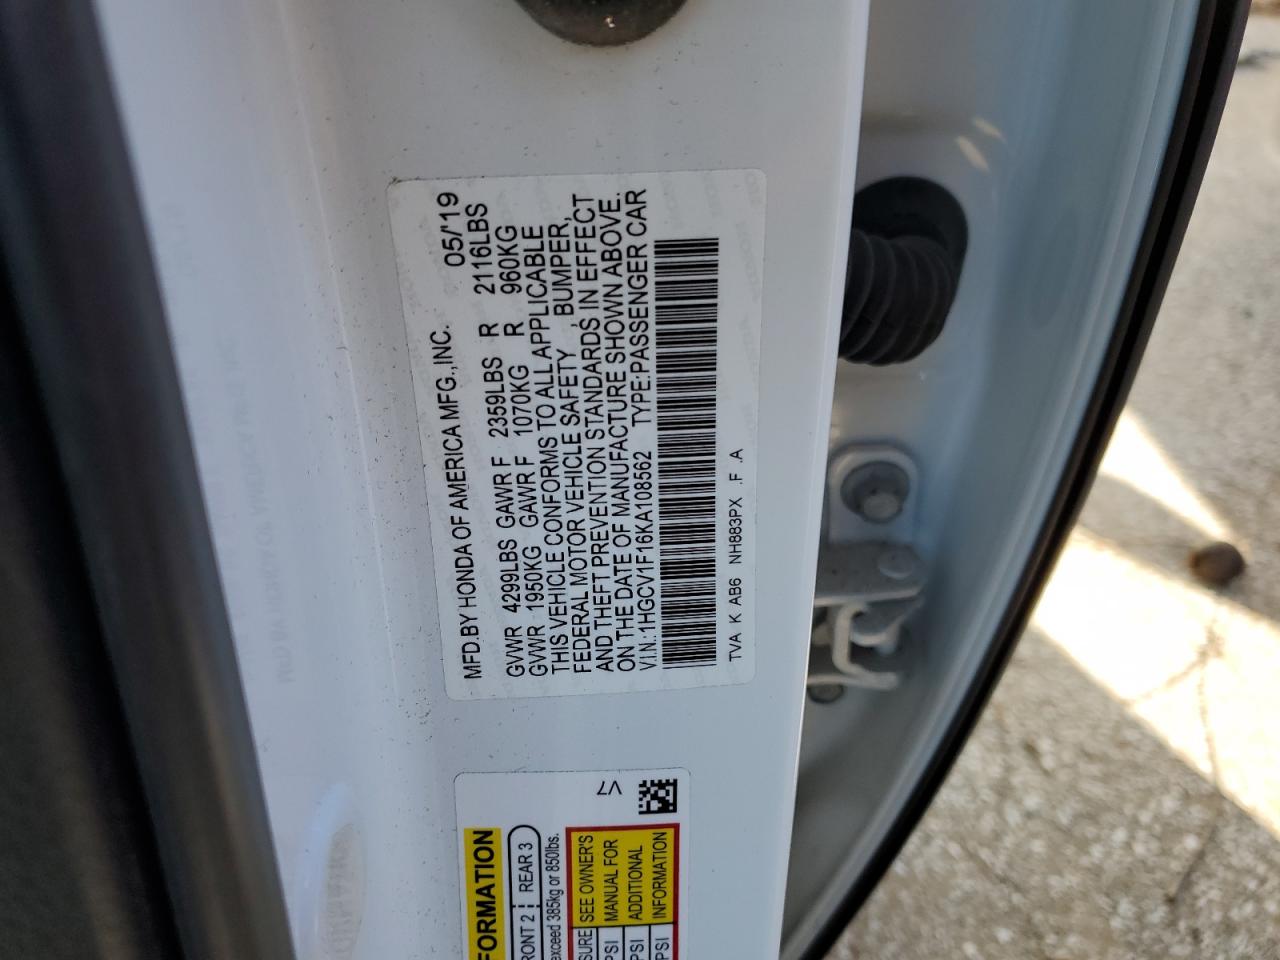 MFD.BY HONDA OF AMERICA MFG.,INC. 05/'19
GVWR 4299LBS GAWR F 2359LBS R 2116LBS
GVWR 1950KG GAWR F 1070KG R 960KG
THIS VEHICLE CONFORMS TO ALL APPLICABLE
FEDERAL MOTOR VEHICLE SAFETY, BUMPER,
AND THEFT PREVENTION STANDARDS, IN EFFECT
ON THE DATE OF MANUFACTURE SHOWN ABOVE.
V.I.N.:1HGCV1F16KA108562 TYPE:PASSENGER CAR
TVA K AB6 NH883PX .F .A
FORMATION
RONT 2 REAR 3
exceed 385kg or 850lbs.
SURE SEE OWNER'S
PSI MANUAL FOR
PSI ADDITIONAL
PSI INFORMATION